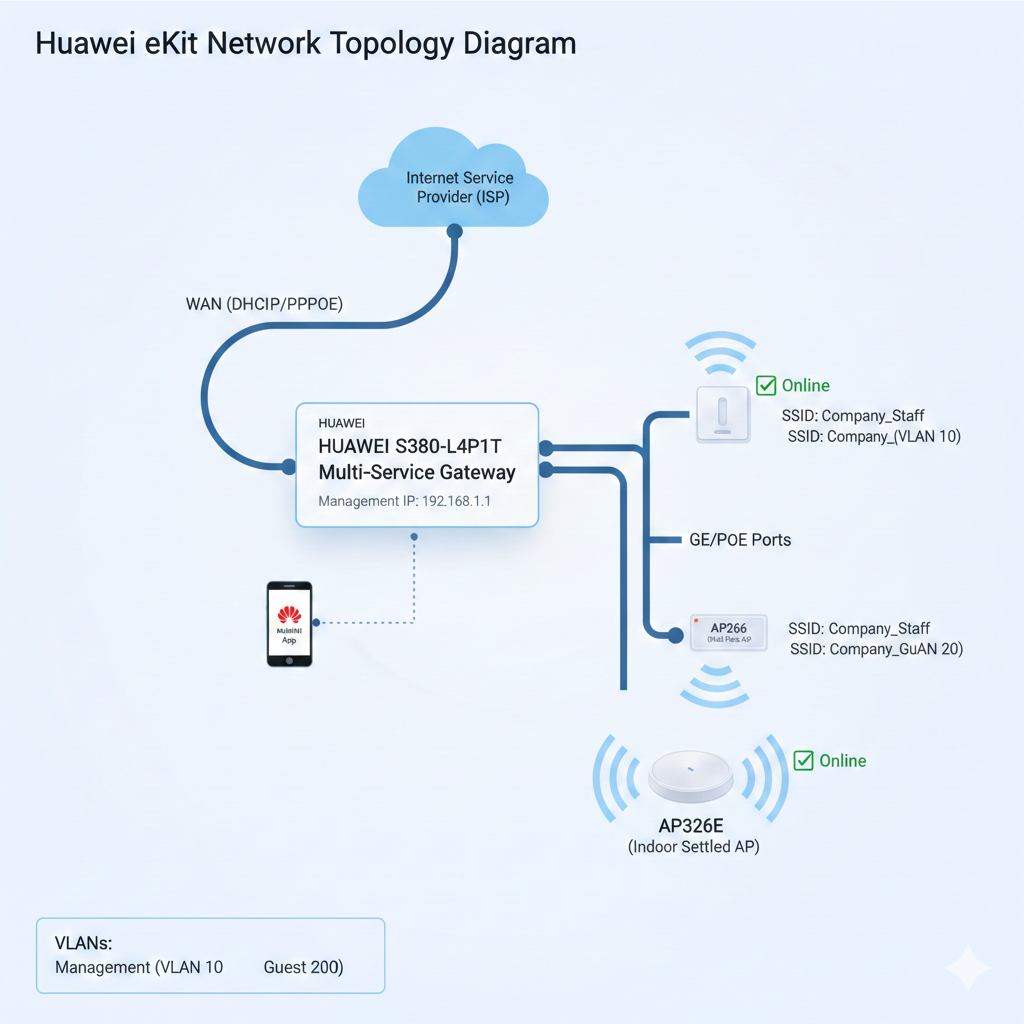 Huawei eKit Network Topology Diagram
Internet Service
Provider (ISP)
WAN (DHCIP/PPPOE)
Online
SSID: Company_Staff
SSID: Company_(VLAN 10)
HUAWEI
HUAWEI S380-L4P1T
Multi-Service Gateway
Management IP: 192.168.1.1
GE/POE Ports
App
AP266
AP
SSID: Company_Staff
SSID: Company_GuAN 20)
Online
AP326E
(Indoor Settled AP)
VLANs:
Management (VLAN 10 Guest 200)